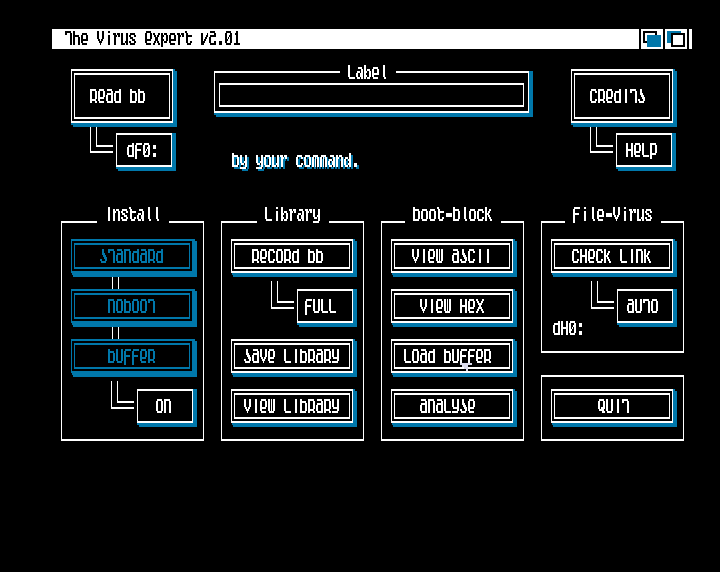 The Virus Expert v2.01
Label
Read bb
Credits
df0:
Help
by your command.
Install
Library
boot-block
File-Virus
Standard
Record bb
View ascii
Check Link
Noboot
Full
View Hex
auto
dH0:
buffer
Save Library
Load buffer
On
View Library
analyse
Quit